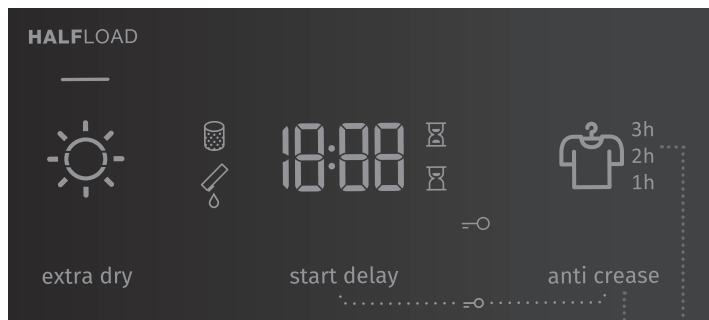 HALFLOAD
18:88
3h
2h
1h
extra dry
start delay
anti crease